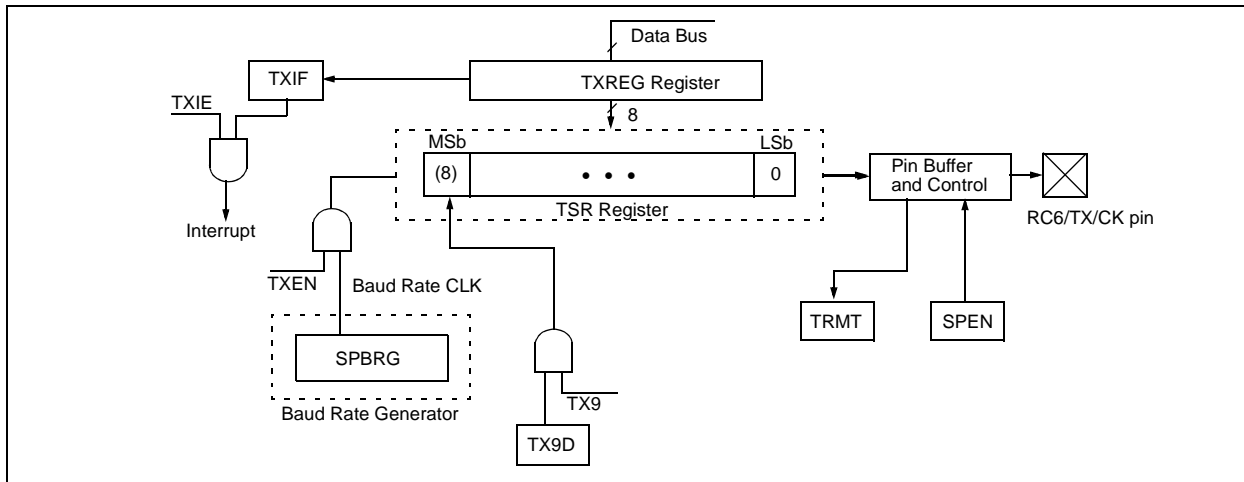 Data Bus
TXIF
TXREG Register
TXIE
8
MSb
LSb
(8)
• • •
0
Pin Buffer
and Control
TSR Register
Interrupt
RC6/TX/CK pin
TXEN
Baud Rate CLK
TRMT
SPEN
SPBRG
TX9
Baud Rate Generator
TX9D